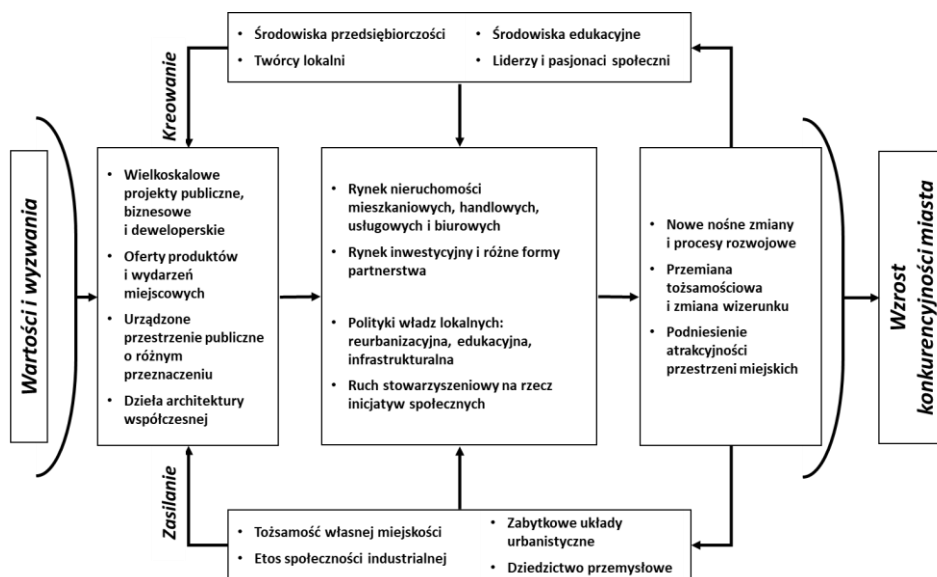 • Środowiska przedsiębiorczości
• Twórcy lokalni
• Środowiska edukacyjne
• Liderzy i pasjonaci społeczni
Kreowanie
Wartości i wyzwania
• Wielkoskalowe
projekty publiczne,
biznesowe
i deweloperskie
• Oferty produktów
i wydarzeń
miejscowych
• Urządzone
przestrzenie publiczne
o różnym
przeznaczeniu
• Dzieła architektury
współczesnej
• Rynek nieruchomości
mieszkaniowych, handlowych,
usługowych i biurowych
• Rynek inwestycyjny i różne formy
partnerstwa
• Polityki władz lokalnych:
reurbanizacyjna, edukacyjna,
infrastrukturalna
• Ruch stowarzyszeniowy na rzecz
inicjatyw społecznych
• Nowe nośne zmiany
i procesy rozwojowe
• Przemiana
tożsamościowa
i zmiana wizerunku
• Podniesienie
atrakcyjności
przestrzeni miejskich
Wzrost
konkurencyjności miasta
Zasilanie
• Tożsamość własnej miejskości
• Etos społeczności industrialnej
• Zabytkowe układy
urbanistyczne
• Dziedzictwo przemysłowe